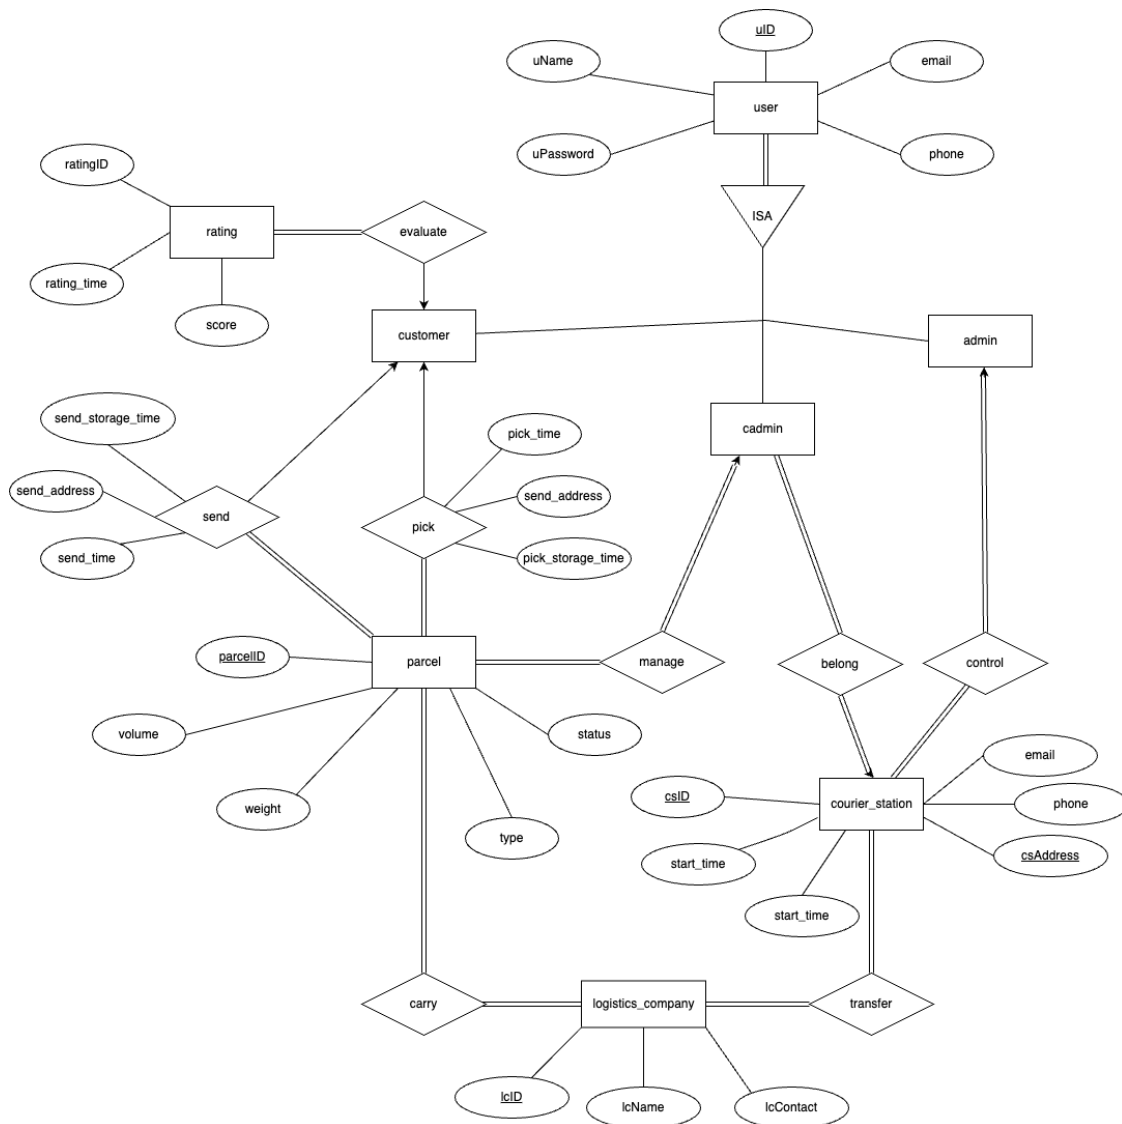 uID
uName
email
user
uPassword
phone
ratingID
ISA
rating
evaluate
rating_time
score
customer
admin
send_storage_time
pick_time
cadmin
send_address
send_address
send
pick
send_time
pick_storage_time
parcelID
parcel
manage
belong
control
volume
status
email
csID
courier_station
phone
weight
type
start_time
csAddress
start_time
carry
logistics_company
transfer
lcID
lcName
lcContact